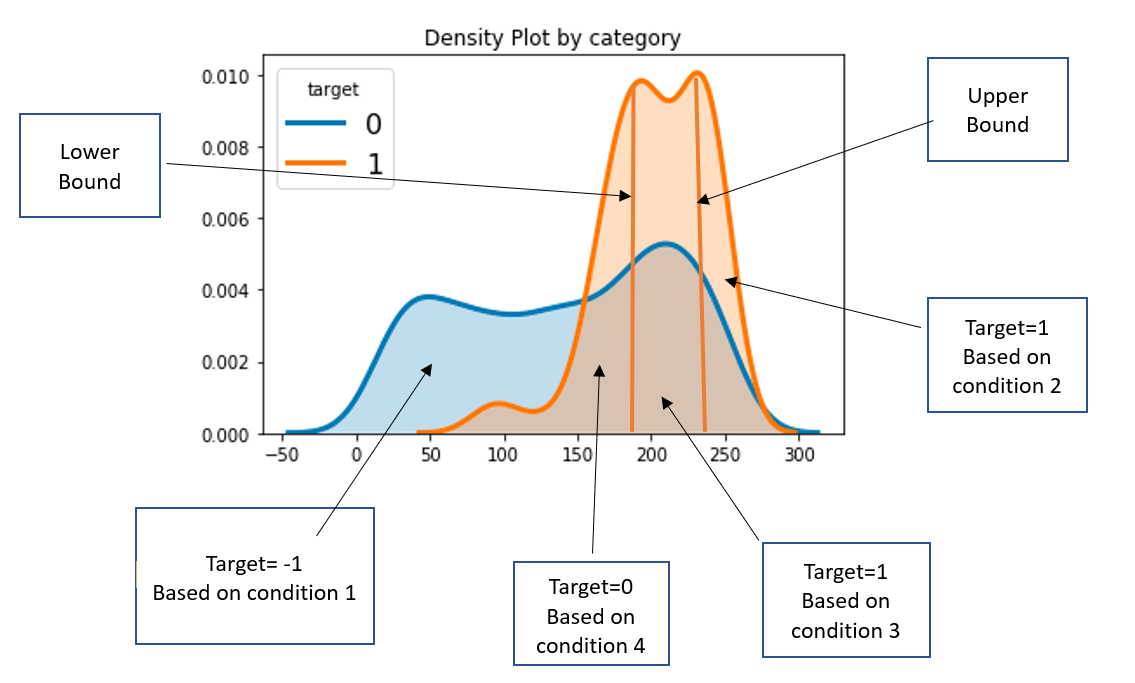 Density Plot by category
target
0
1
0.010
0.008
0.006
0.004
0.002
0.000
−50
0
50
100
150
200
250
300
Lower
Bound
Upper
Bound
Target=1
Based on
condition 2
Target= -1
Based on condition 1
Target=0
Based on
condition 4
Target=1
Based on
condition 3